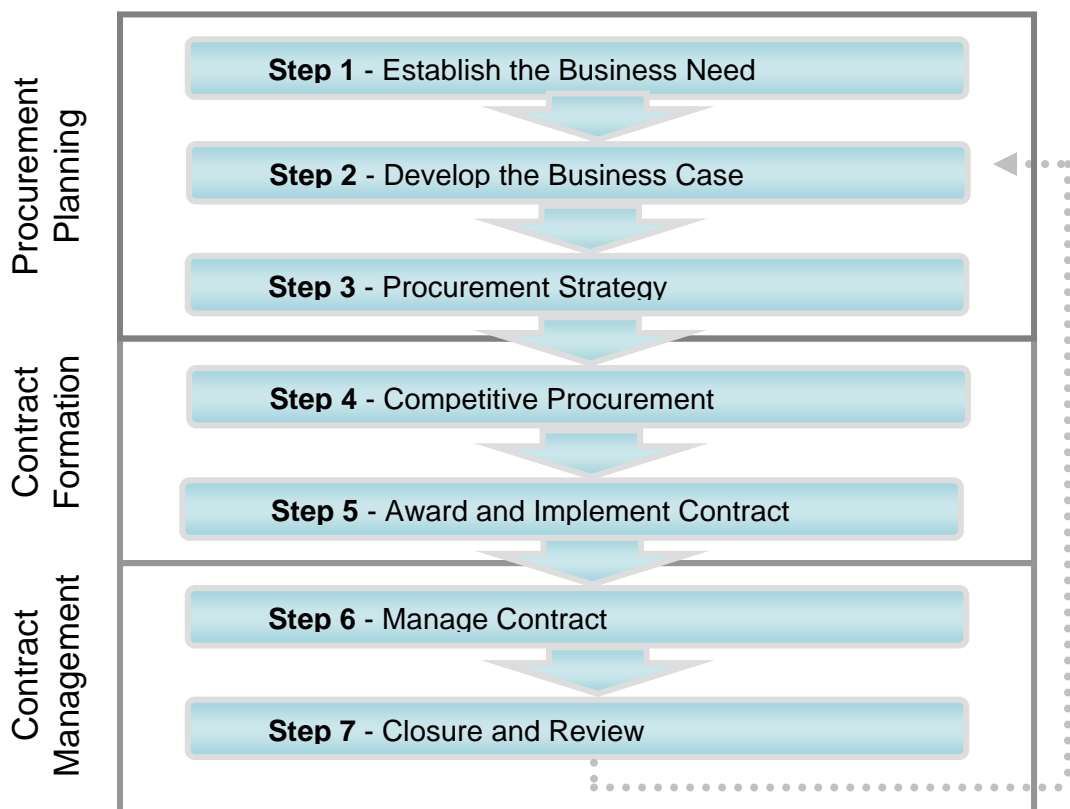 Procurement
Planning
Step 1 - Establish the Business Need
Step 2 - Develop the Business Case
Step 3 - Procurement Strategy
Contract
Formation
Step 4 - Competitive Procurement
Step 5 - Award and Implement Contract
Contract
Management
Step 6 - Manage Contract
Step 7 - Closure and Review